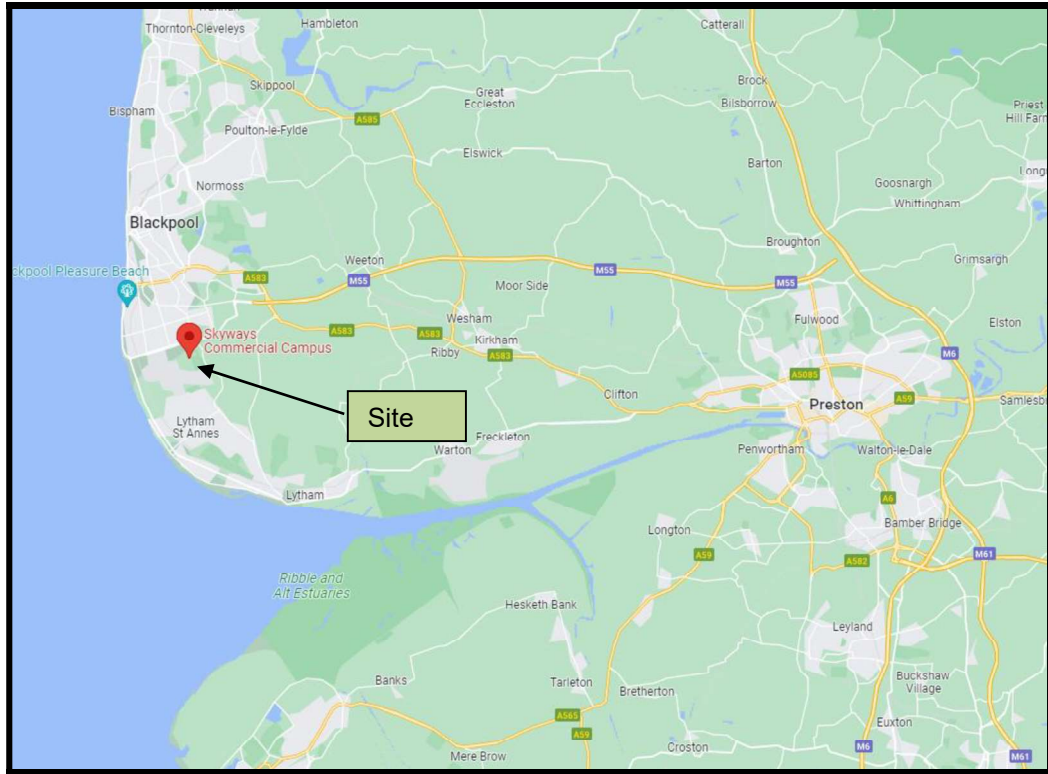 Thornton-Cleveleys
Hambleton
Catterall
Skippool
Great
Eccleston
Brock
Bilsborrow
Priest
Hill Farm
Bispham
A585
Poulton-le-Fylde
Elswick
Barton
Longr
Normoss
Goosnargh
Whittingham
Blackpool
Broughton
Weeton
Grimsargh
ckpool Pleasure Beach
A583
M55
M55
M55
Moor Side
Skyways
Commercial Campus
A583
A583
Wesham
Kirkham
Ribby
A583
Fulwood
Elston
M6
A5085
Site
Clifton
Preston
A59
Samlesb
Lytham
St Annes
Freckleton
Warton
Penwortham
Walton-le-Dale
Lytham
A6
Bamber Bridge
Longton
A59
A582
M61
Ribble and
Alt Estuaries
Hesketh Bank
Leyland
Banks
Tarleton
Bretherton
Buckshaw
Village
A565
A59
Euxton
Mere Brow
Croston
M6
M61